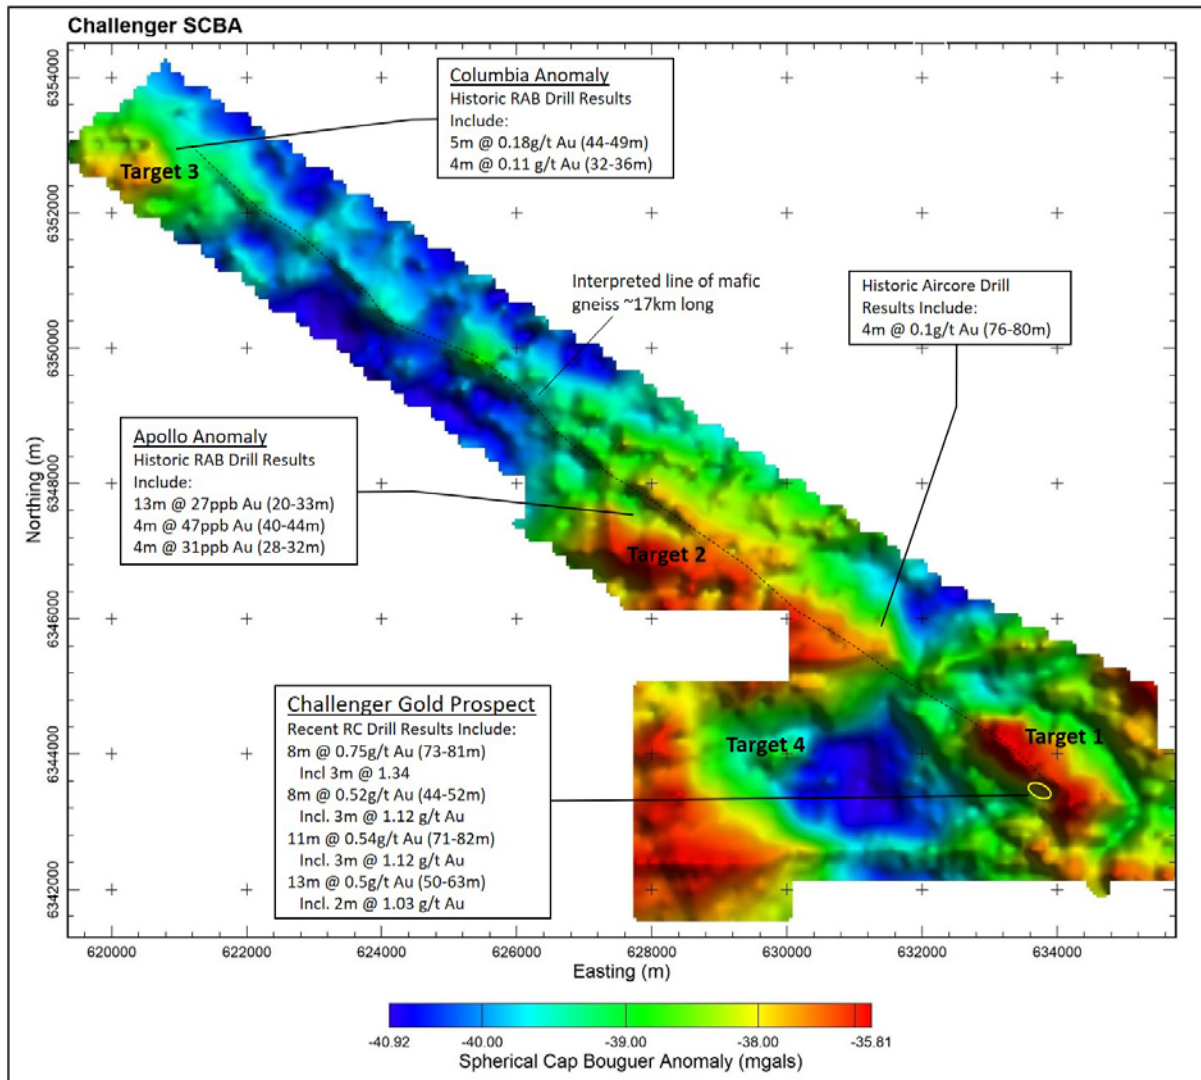 Challenger SCBA
Columbia Anomaly
Historic RAB Drill Results
Include:
5m @ 0.18g/t Au (44-49m)
4m @ 0.11 g/t Au (32-36m)
Target 3
Interpreted line of mafic
gneiss ~17km long
Historic Aircore Drill
Results Include:
4m @ 0.1g/t Au (76-80m)
Apollo Anomaly
Historic RAB Drill Results
Include:
13m @ 27ppb Au (20-33m)
4m @ 47ppb Au (40-44m)
4m @ 31ppb Au (28-32m)
Target 2
Challenger Gold Prospect
Recent RC Drill Results Include:
8m @ 0.75g/t Au (73-81m)
Incl 3m @ 1.34
8m @ 0.52g/t Au (44-52m)
Incl. 3m @ 1.12 g/t Au
11m @ 0.54g/t Au (71-82m)
Incl. 3m @ 1.12 g/t Au
13m @ 0.5g/t Au (50-63m)
Incl. 2m @ 1.03 g/t Au
Target 4
Target 1
6354000
6352000
6350000
6348000
6346000
6344000
6342000
Northing (m)
620000 622000 624000 626000 628000 630000 632000 634000
Easting (m)
-40.92 -40.00 -39.00 -38.00 -35.81
Spherical Cap Bouguer Anomaly (mgals)